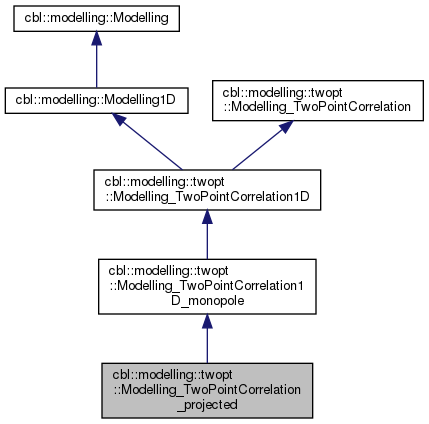 cbl::modelling::Modelling
cbl::modelling::Modelling1D
cbl::modelling::twopt
::Modelling_TwoPointCorrelation
cbl::modelling::twopt
::Modelling_TwoPointCorrelation1D
cbl::modelling::twopt
::Modelling_TwoPointCorrelation1
D_monopole
cbl::modelling::twopt
::Modelling_TwoPointCorrelation
_projected